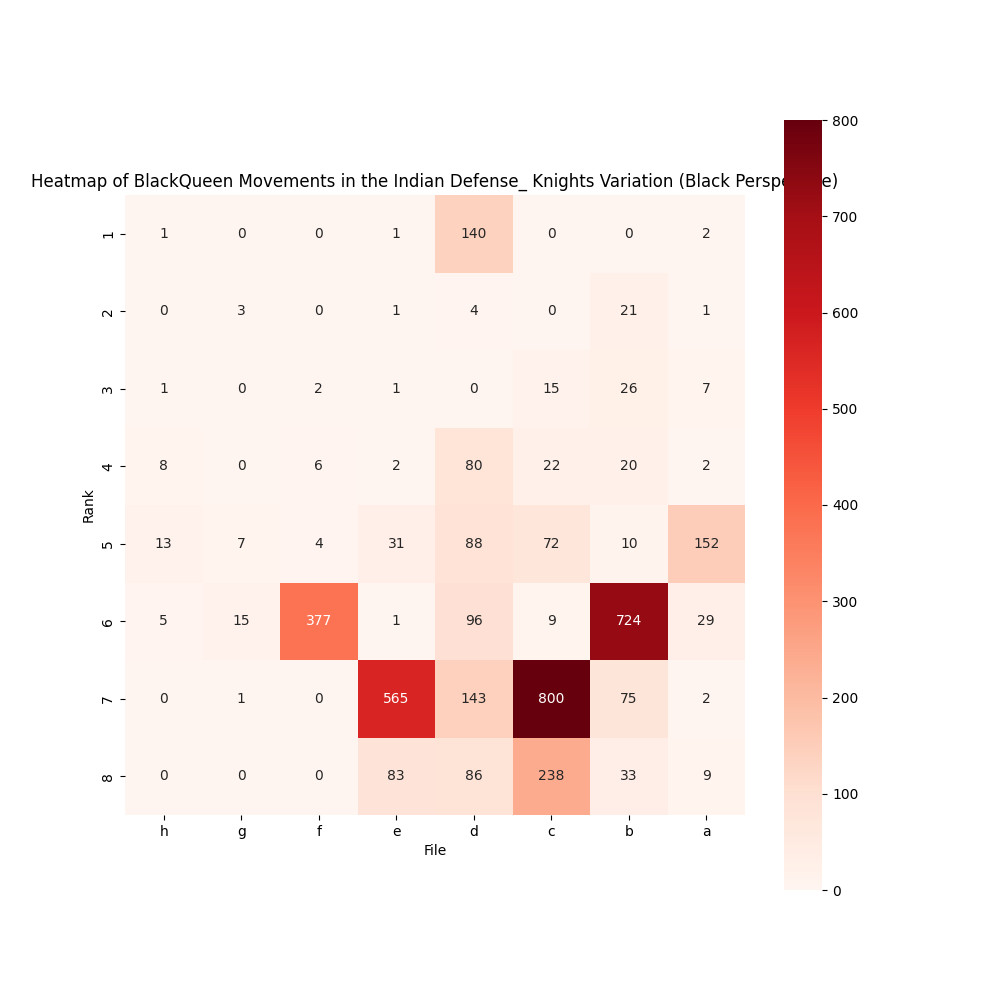 Heatmap of BlackQueen Movements in the Indian Defense_ Knights Variation (Black Perspe e)
1 1 0 0 1 140 0 0 2
2 0 3 0 1 4 0 21 1
3 1 0 2 1 0 15 26 7
4 8 0 6 2 80 22 20 2
5 13 7 4 31 88 72 10 152
6 5 15 377 1 96 9 724 29
7 0 1 0 565 143 800 75 2
8 0 0 0 83 86 238 33 9
Rank
h g f e d c b a
File
800
700
600
500
400
300
200
100
0